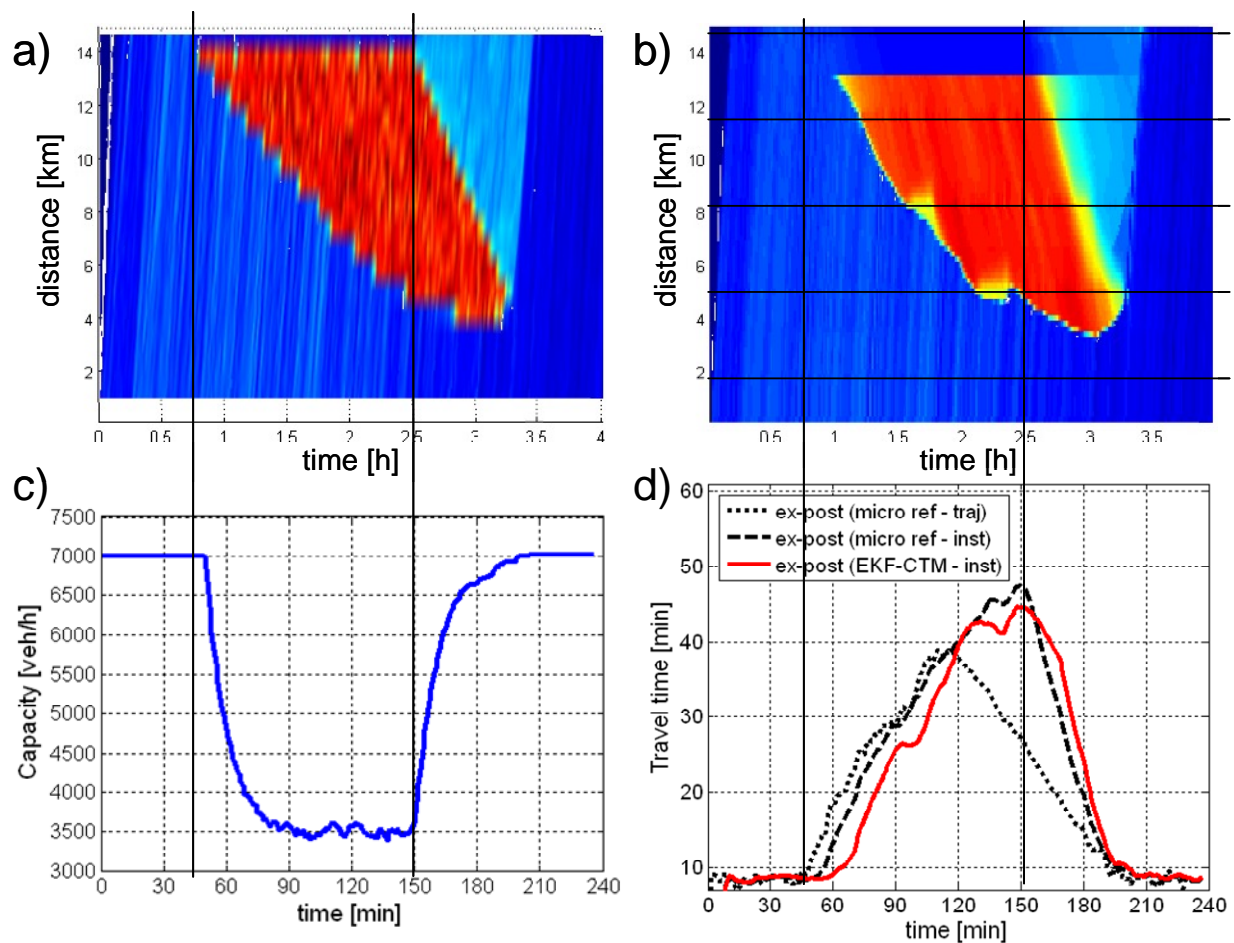 a)
distance [km]
14
12
10
8
6
4
2
0 0.5 1 1.5 2 2.5 3 3.5 4
time [h]
b)
distance [km]
14
12
10
8
6
4
2
0.5 1 1.5 2 2.5 3 3.5
time [h]
c)
Capacity [veh/h]
7500
7000
6500
6000
5500
5000
4500
4000
3500
3000
0 30 60 90 120 150 180 210 240
time [min]
d)
Travel time [min]
60
50
40
30
20
10
ex-post (micro ref - traj)
ex-post (micro ref - inst)
ex-post (EKF-CTM - inst)
0 30 60 90 120 150 180 210 240
time [min]